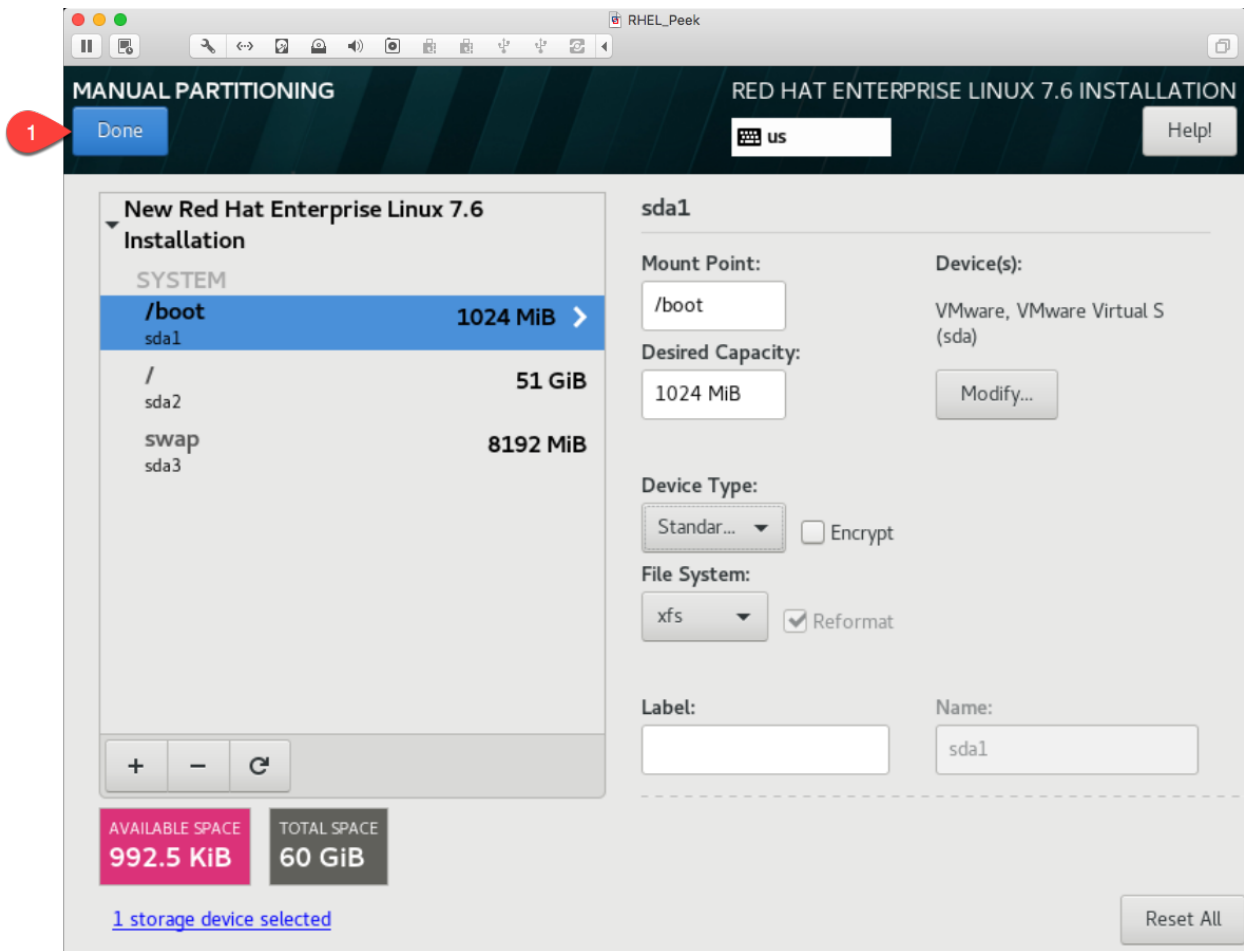 RHEL_Peek
MANUAL PARTITIONING
RED HAT ENTERPRISE LINUX 7.6 INSTALLATION
1
Done
us
Help!
New Red Hat Enterprise Linux 7.6
Installation
SYSTEM
/boot
1024 MiB
sda1
/
51 GiB
sda2
swap
8192 MiB
sda3
sda1
Mount Point:
Device(s):
/boot
VMware, VMware Virtual S
(sda)
Desired Capacity:
1024 MiB
Modify...
Device Type:
Standar...
Encrypt
File System:
xfs
Reformat
Label:
Name:
sda1
+ −
AVAILABLE SPACE
992.5 KiB
TOTAL SPACE
60 GiB
1 storage device selected
Reset All